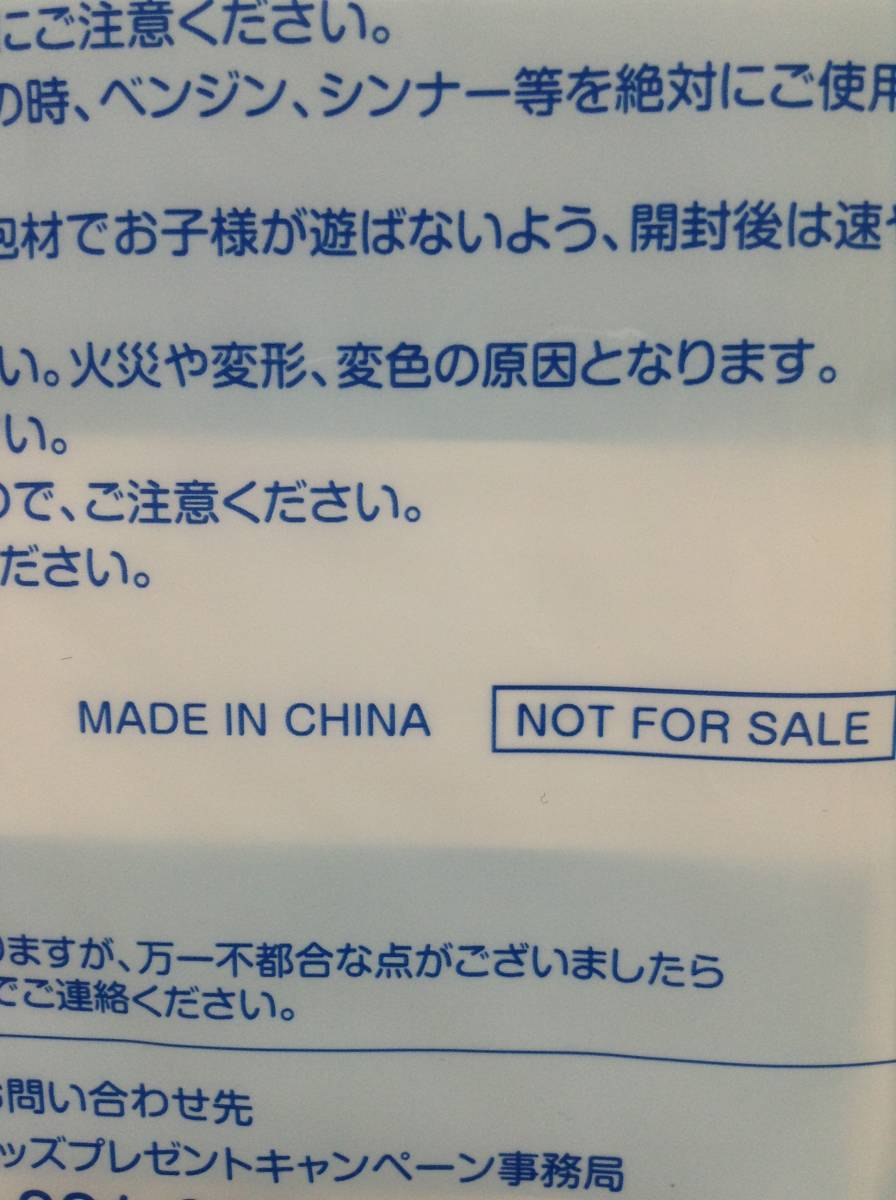 にご注意ください。
の時、ベンジン、シンナー等を絶対にご使用
包材でお子様が遊ばないよう、開封後は速や
い。火災や変形、変色の原因となります。
い。
ので、ご注意ください。
ださい。
MADE IN CHINA
NOT FOR SALE
りますが、万一不都合な点がございましたら
でご連絡ください。
お問い合わせ先
ッズプレゼントキャンペーン事務局